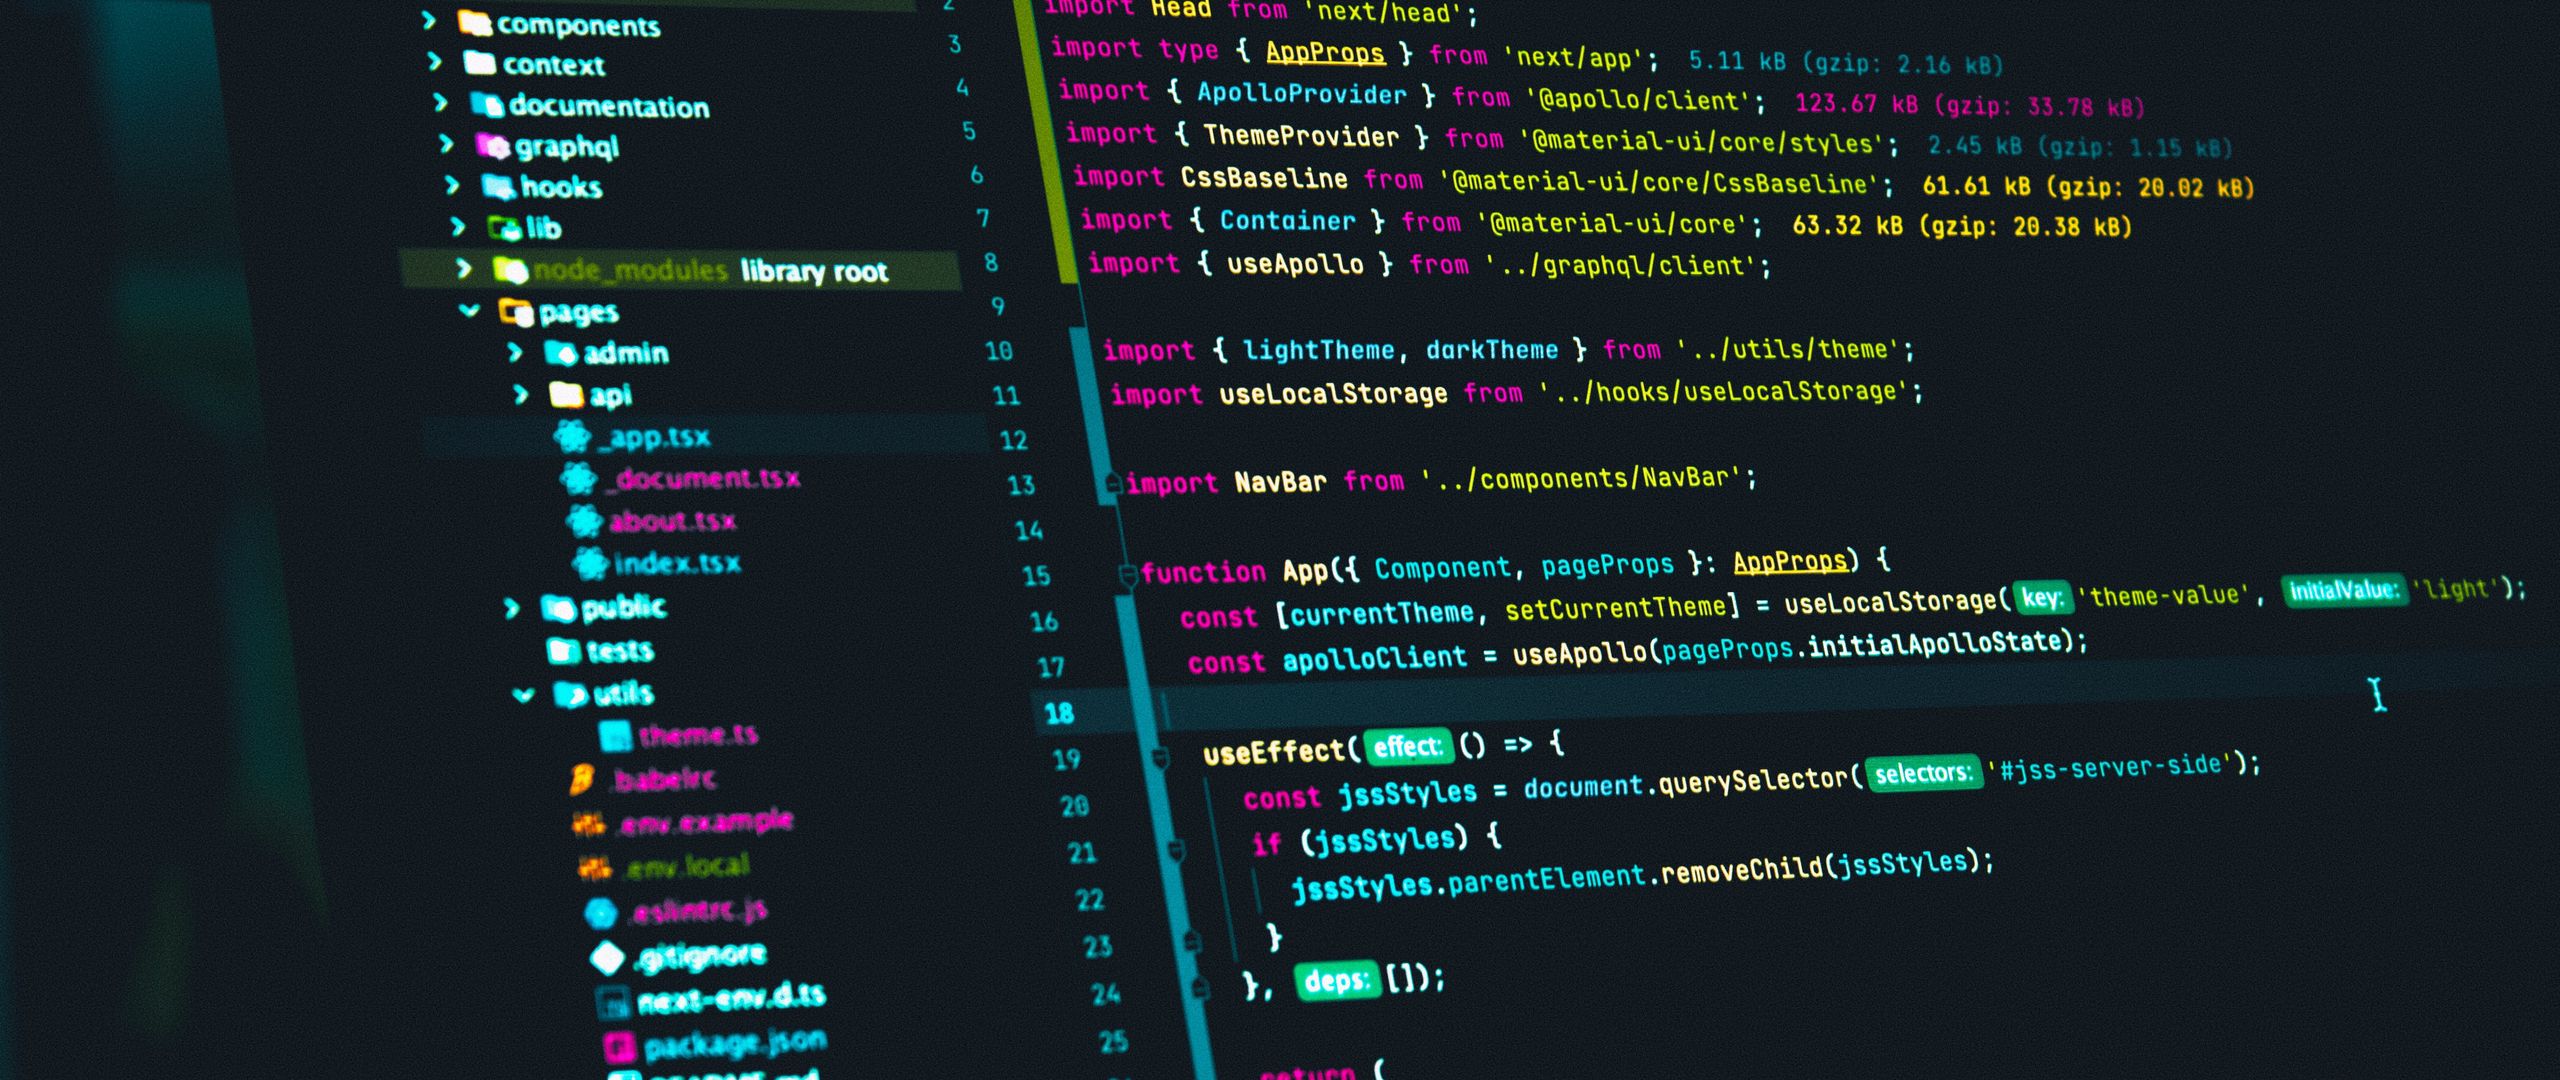 components
context
documentation
graphql
hooks
lib
node_modules library root
pages
admin
api
_app.tsx
_document.tsx
about.tsx
index.tsx
public
tests
utils
theme.ts
.babelrc
.env.example
.env.local
.eslintrc.js
.gitignore
next-env.d.ts
package.json
README.md
2 import Head from 'next/head';
3 import type { AppProps } from 'next/app'; 5.11 kB (gzip: 2.16 kB)
4 import { ApolloProvider } from '@apollo/client'; 123.67 kB (gzip: 33.78 kB)
5 import { ThemeProvider } from '@material-ui/core/styles'; 2.45 kB (gzip: 1.15 kB)
6 import CssBaseline from '@material-ui/core/CssBaseline'; 61.61 kB (gzip: 20.02 kB)
7 import { Container } from '@material-ui/core'; 63.32 kB (gzip: 20.38 kB)
8 import { useApollo } from '../graphql/client';
9
10 import { lightTheme, darkTheme } from '../utils/theme';
11 import useLocalStorage from '../hooks/useLocalStorage';
12
13 import NavBar from '../components/NavBar';
14
15 function App({ Component, pageProps }: AppProps) {
16 const [currentTheme, setCurrentTheme] = useLocalStorage( key: 'theme-value', initialValue: 'light');
17 const apolloClient = useApollo(pageProps.initialApolloState);
18
19 useEffect( effect: () => {
20 const jssStyles = document.querySelector( selectors: '#jss-server-side');
21 if (jssStyles) {
22 jssStyles.parentElement.removeChild(jssStyles);
23 }
24 }, deps: []);
25
return (